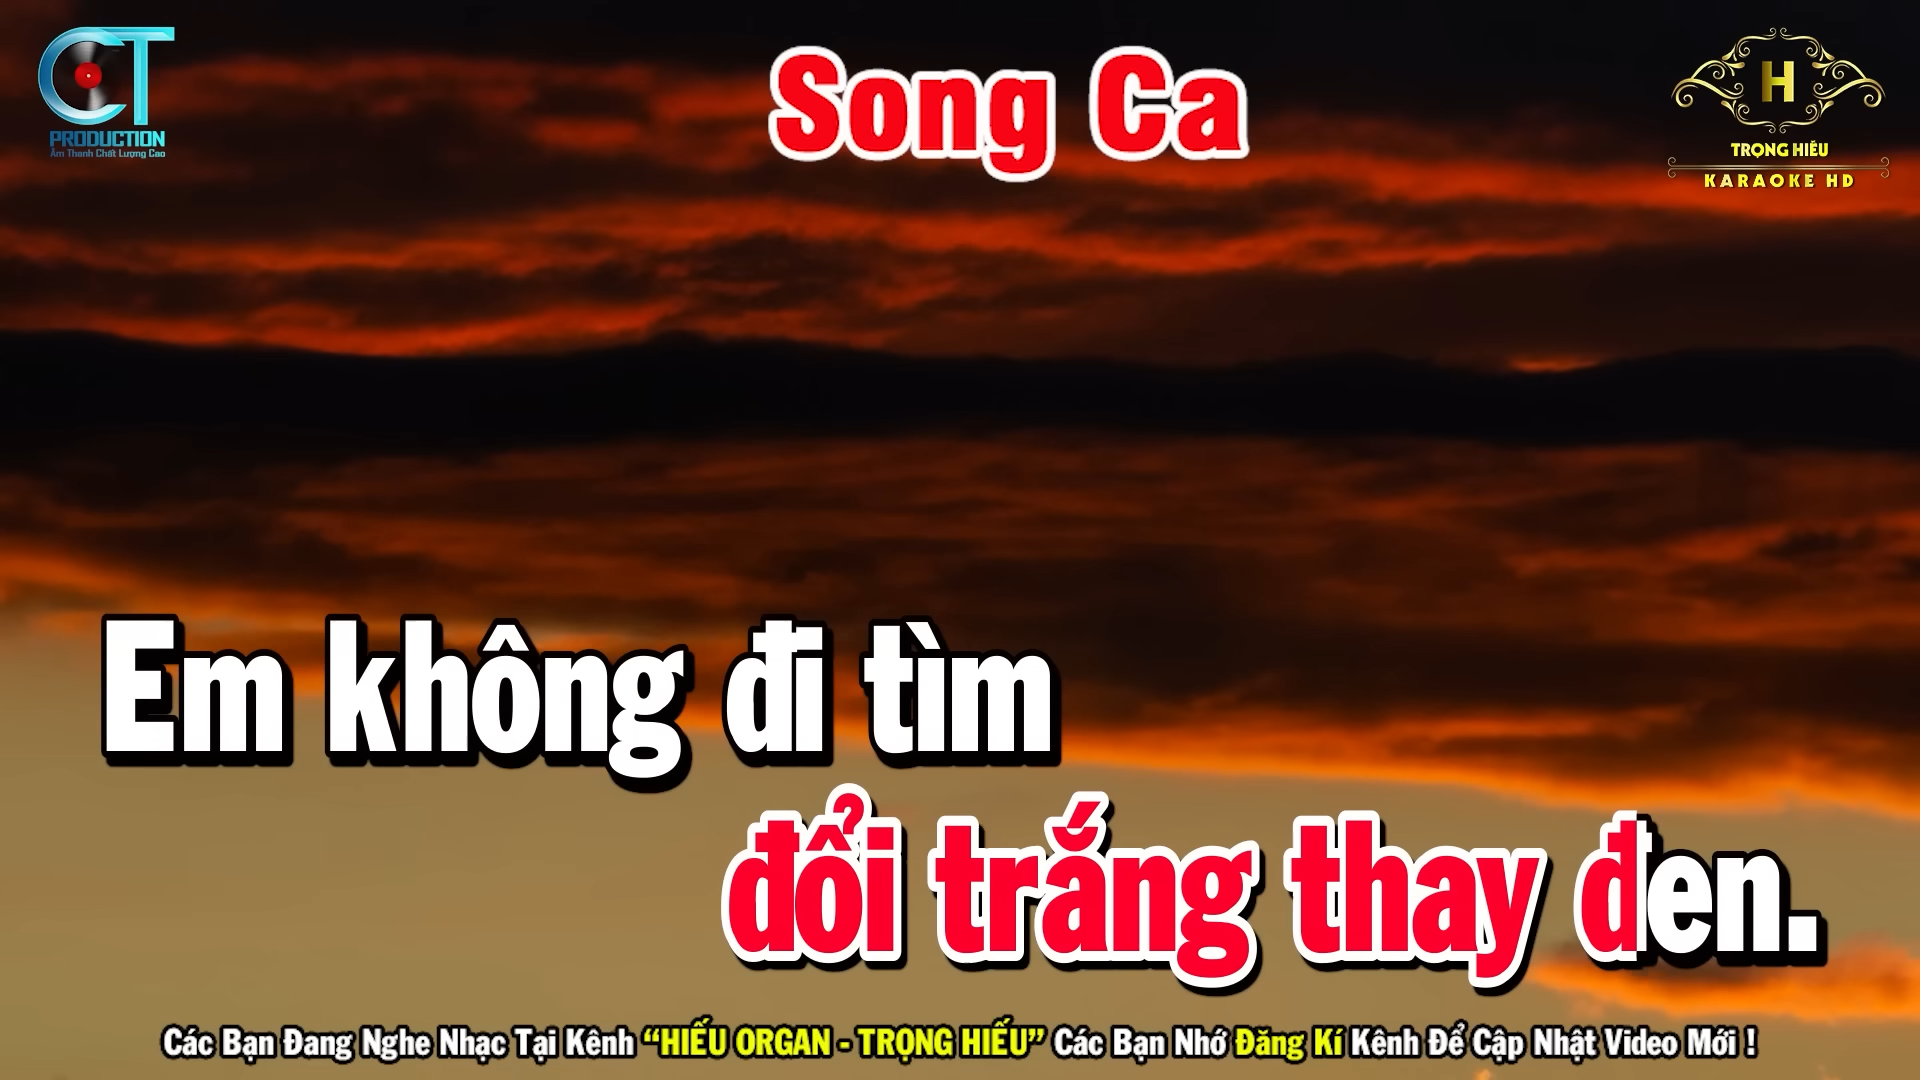 CT
PRODUCTION
Âm Thanh Chất Lượng Cao
Song Ca
H
TRỌNG HIẾU
KARAOKE HD
Em không đi tìm
đổi trắng thay đen.
Các Bạn Đang Nghe Nhạc Tại Kênh “HIẾU ORGAN - TRỌNG HIẾU” Các Bạn Nhớ Đăng Kí Kênh Để Cập Nhật Video Mới !